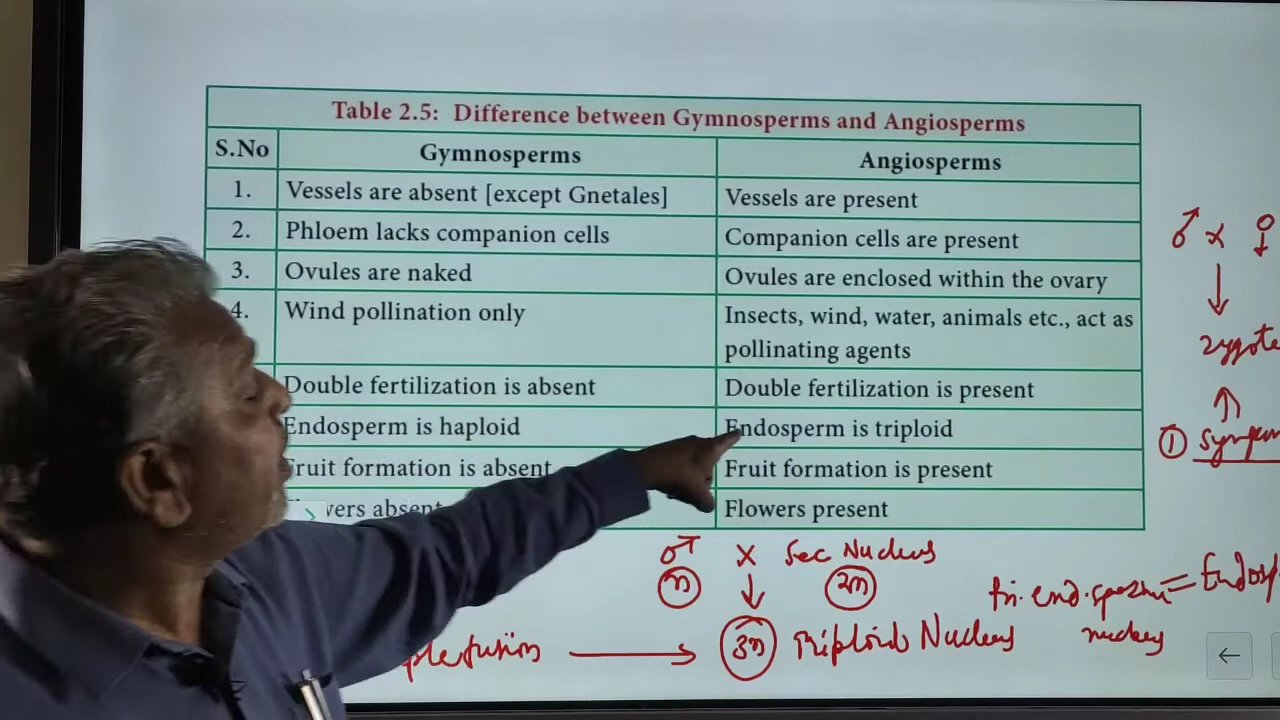 Table 2.5: Difference between Gymnosperms and Angiosperms
S.No Gymnosperms Angiosperms
1. Vessels are absent [except Gnetales] Vessels are present
2. Phloem lacks companion cells Companion cells are present
3. Ovules are naked Ovules are enclosed within the ovary
4. Wind pollination only Insects, wind, water, animals etc., act as
pollinating agents
Double fertilization is absent Double fertilization is present
Endosperm is haploid Endosperm is triploid
Fruit formation is absent Fruit formation is present
absent Flowers present
♂ × ♀
↓
zygote
↑
①
♂ × Sec Nucleus
n ↓ 2n
→ 3n Triploid Nucleus